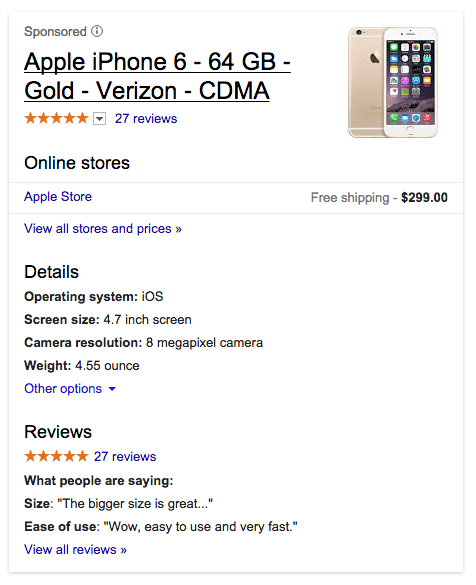 Sponsored
Apple iPhone 6 - 64 GB -
Gold - Verizon - CDMA
27 reviews
Online stores
Apple Store Free shipping - $299.00
View all stores and prices »
Details
Operating system: iOS
Screen size: 4.7 inch screen
Camera resolution: 8 megapixel camera
Weight: 4.55 ounce
Other options
Reviews
27 reviews
What people are saying:
Size: "The bigger size is great..."
Ease of use: "Wow, easy to use and very fast."
View all reviews »